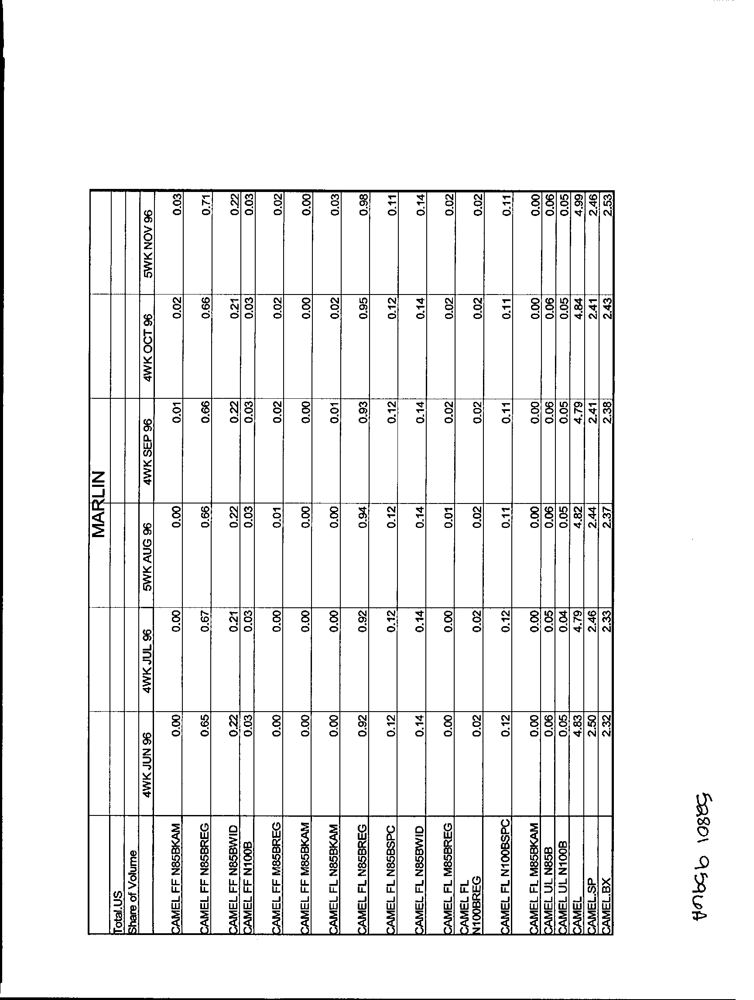 MARLIN
Total.US
Share of Volume
4WK JUN 96 4WK JUL 96 5WK AUG 96 4WK SEP 96 4WK OCT 96 5WK NOV 96
CAMEL FF N85BKAM 0.00 0.00 0.00 0.01 0.02 0.03
CAMEL FF N85BREG 0.65 0.67 0.66 0.66 0.66 0.71
CAMEL FF N85BWID 0.22 0.21 0.22 0.22 0.21 0.22
CAMEL FF N100B 0.03 0.03 0.03 0.03 0.03 0.03
CAMEL FF M85BREG 0.00 0.00 0.01 0.02 0.02 0.02
CAMEL FF M85BKAM 0.00 0.00 0.00 0.00 0.00 0.00
CAMEL FL N85BKAM 0.00 0.00 0.00 0.01 0.02 0.03
CAMEL FL N85BREG 0.92 0.92 0.94 0.93 0.95 0.98
CAMEL FL N85BSPC 0.12 0.12 0.12 0.12 0.12 0.11
CAMEL FL N85BWID 0.14 0.14 0.14 0.14 0.14 0.14
CAMEL FL M85BREG 0.00 0.00 0.01 0.02 0.02 0.02
CAMEL FL
N100BREG 0.02 0.02 0.02 0.02 0.02 0.02
CAMEL FL N100BSPC 0.12 0.12 0.11 0.11 0.11 0.11
CAMEL FL M85BKAM 0.00 0.00 0.00 0.00 0.00 0.00
CAMEL UL N85B 0.06 0.05 0.06 0.06 0.06 0.06
CAMEL UL N100B 0.05 0.04 0.05 0.05 0.05 0.05
CAMEL 4.83 4.79 4.82 4.79 4.84 4.99
CAMEL.SP 2.50 2.46 2.44 2.41 2.41 2.46
CAMEL.BX 2.32 2.33 2.37 2.38 2.43 2.53